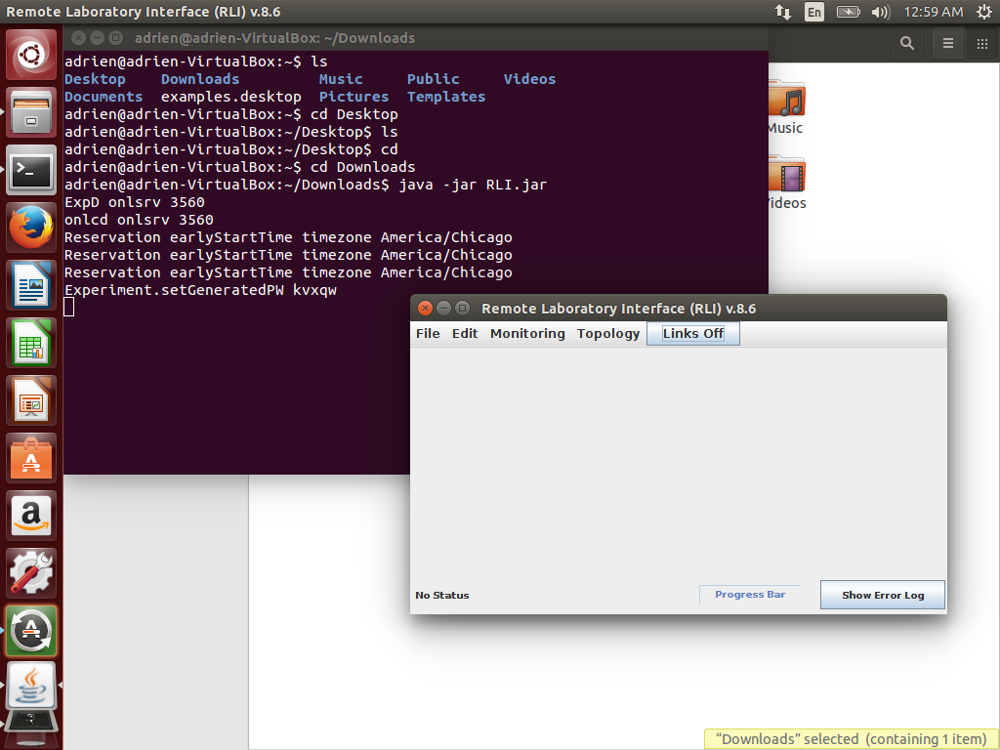 Remote Laboratory Interface (RLI) v.8.6
En
12:59 AM
adrien@adrien-VirtualBox: ~/Downloads
adrien@adrien-VirtualBox:~$ ls
Desktop Downloads Music Public Videos
Documents examples.desktop Pictures Templates
adrien@adrien-VirtualBox:~$ cd Desktop
adrien@adrien-VirtualBox:~/Desktop$ ls
adrien@adrien-VirtualBox:~/Desktop$ cd
adrien@adrien-VirtualBox:~$ cd Downloads
adrien@adrien-VirtualBox:~/Downloads$ java -jar RLI.jar
ExpD onlsrv 3560
onlcd onlsrv 3560
Reservation earlyStartTime timezone America/Chicago
Reservation earlyStartTime timezone America/Chicago
Reservation earlyStartTime timezone America/Chicago
Experiment.setGeneratedPW kvxqw
Music
Videos
Remote Laboratory Interface (RLI) v.8.6
File Edit Monitoring Topology Links Off
No Status
Progress Bar
Show Error Log
“Downloads” selected (containing 1 item)